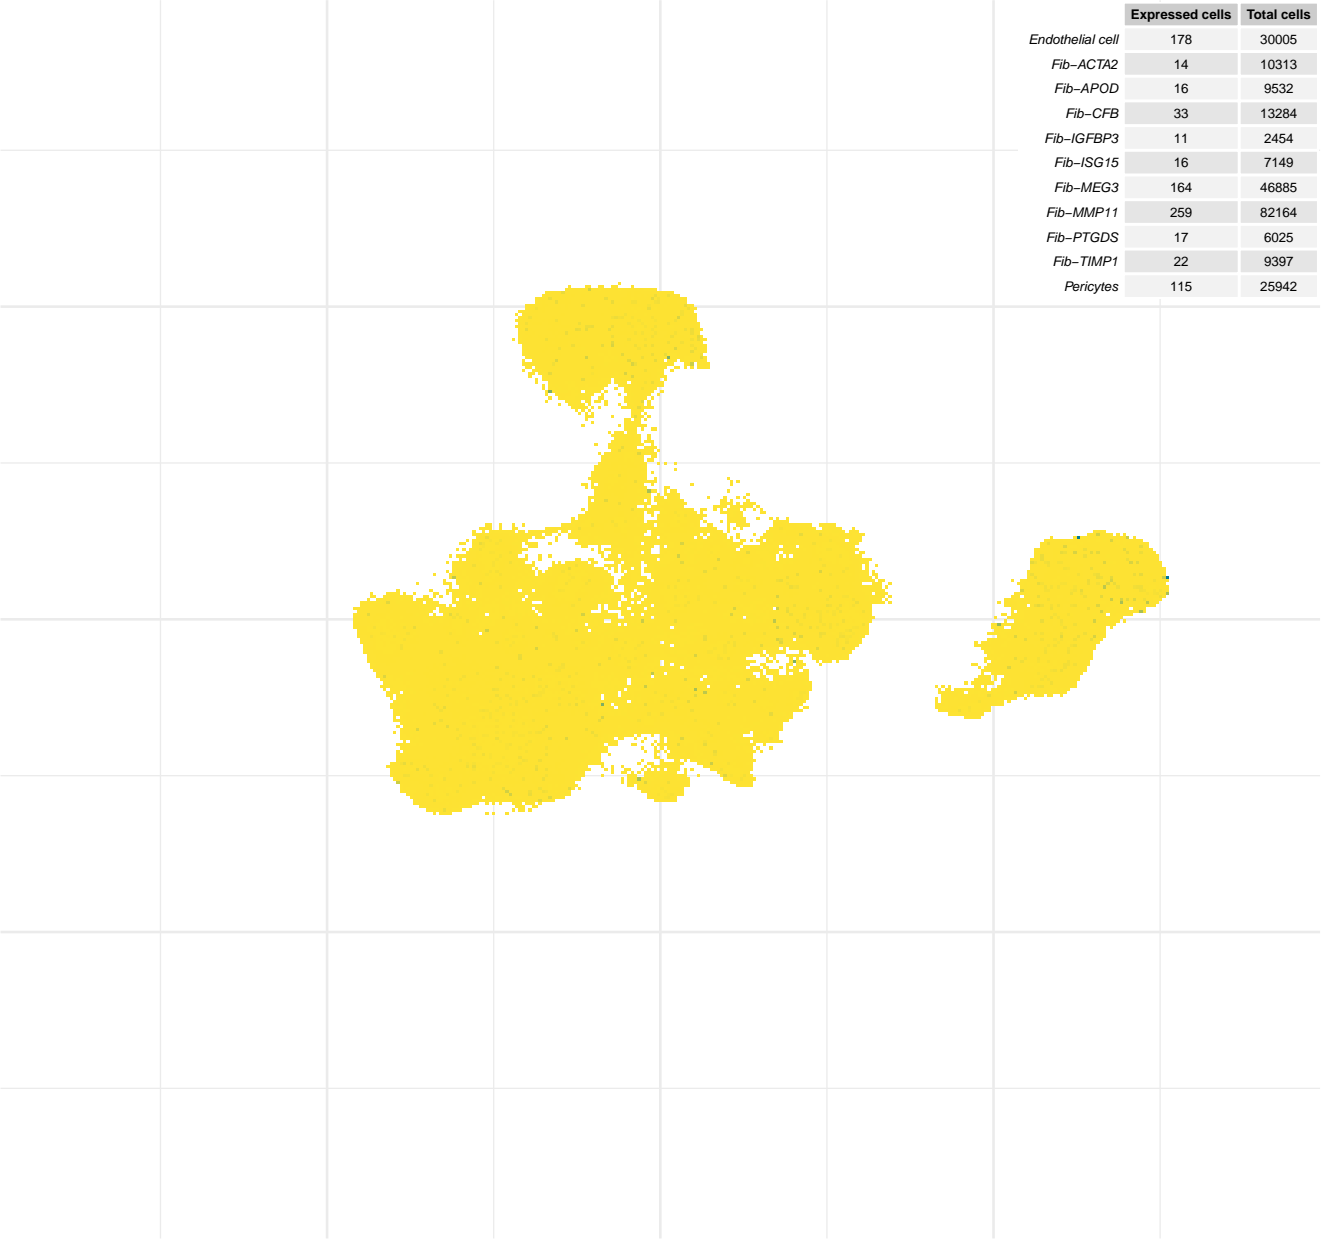 Expressed cells Total cells
Endothelial cell 178 30005
Fib−ACTA2 14 10313
Fib−APOD 16 9532
Fib−CFB 33 13284
Fib−IGFBP3 11 2454
Fib−ISG15 16 7149
Fib−MEG3 164 46885
Fib−MMP11 259 82164
Fib−PTGDS 17 6025
Fib−TIMP1 22 9397
Pericytes 115 25942